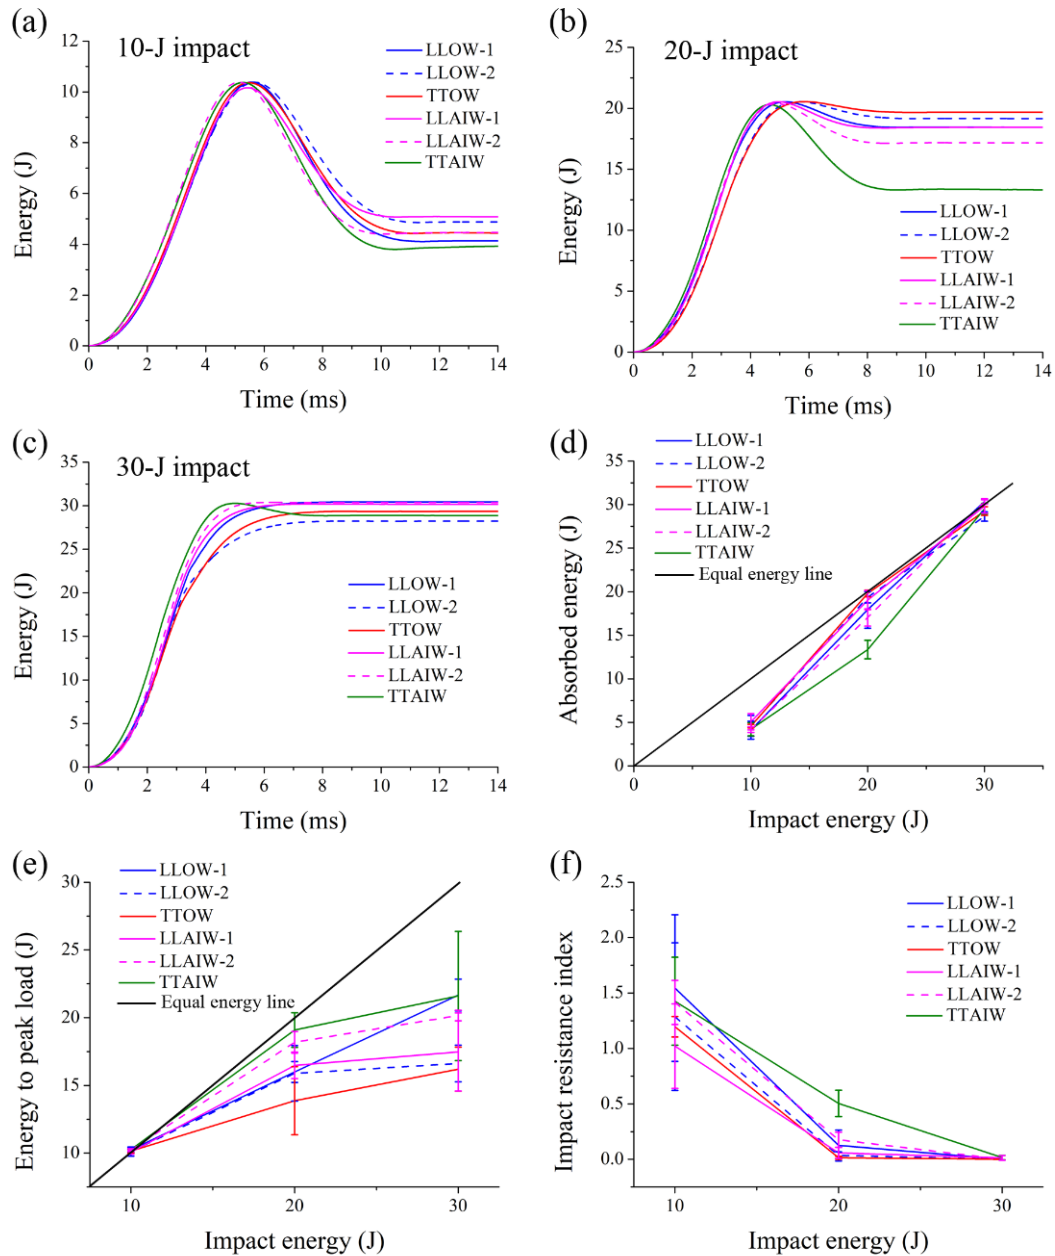 (a)
10-J impact
LLOW-1
LLOW-2
TTOW
LLAIW-1
LLAIW-2
TTAIW
12
10
8
6
4
2
0
Energy (J)
0 2 4 6 8 10 12 14
Time (ms)
(b)
20-J impact
25
20
15
10
5
0
Energy (J)
LLOW-1
LLOW-2
TTOW
LLAIW-1
LLAIW-2
TTAIW
0 2 4 6 8 10 12 14
Time (ms)
(c)
30-J impact
35
30
25
20
15
10
5
0
Energy (J)
LLOW-1
LLOW-2
TTOW
LLAIW-1
LLAIW-2
TTAIW
0 2 4 6 8 10 12 14
Time (ms)
(d)
LLOW-1
LLOW-2
TTOW
LLAIW-1
LLAIW-2
TTAIW
Equal energy line
35
30
25
20
15
10
5
0
Absorbed energy (J)
0 10 20 30
Impact energy (J)
(e)
LLOW-1
LLOW-2
TTOW
LLAIW-1
LLAIW-2
TTAIW
Equal energy line
30
20
15
10
Energy to peak load (J)
10 20 30
Impact energy (J)
(f)
2.5
2.0
1.5
1.0
0.5
0.0
Impact resistance index
LLOW-1
LLOW-2
TTOW
LLAIW-1
LLAIW-2
TTAIW
10 20 30
Impact energy (J)